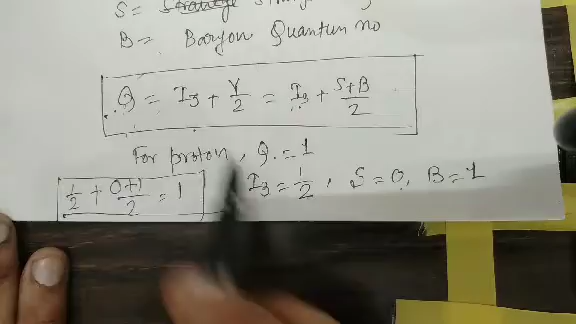 S =
B = Baryon Quantum no
Q = I₃ + Y/2 = I₃ + (S+B)/2
For proton, Q = 1
1/2 + (0+1)/2 = 1 I₃ = 1/2, S = 0, B = 1